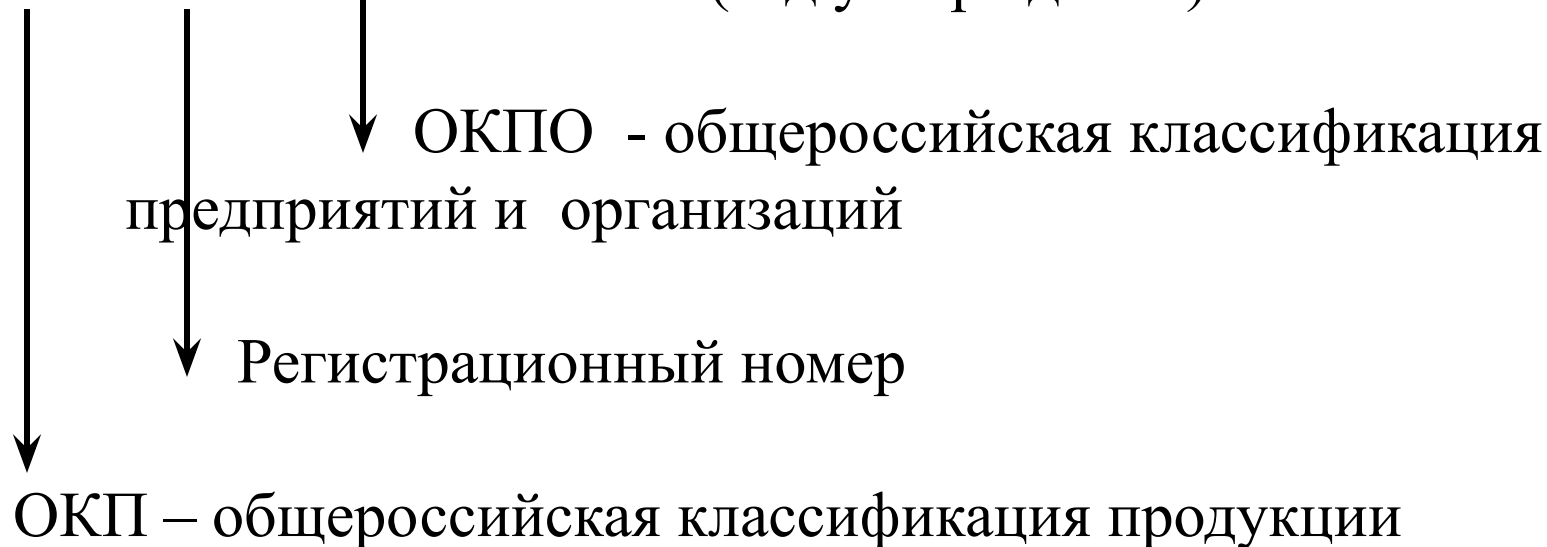 ОКПО - общероссийская классификация
предприятий и организаций
Регистрационный номер
ОКП – общероссийская классификация продукции